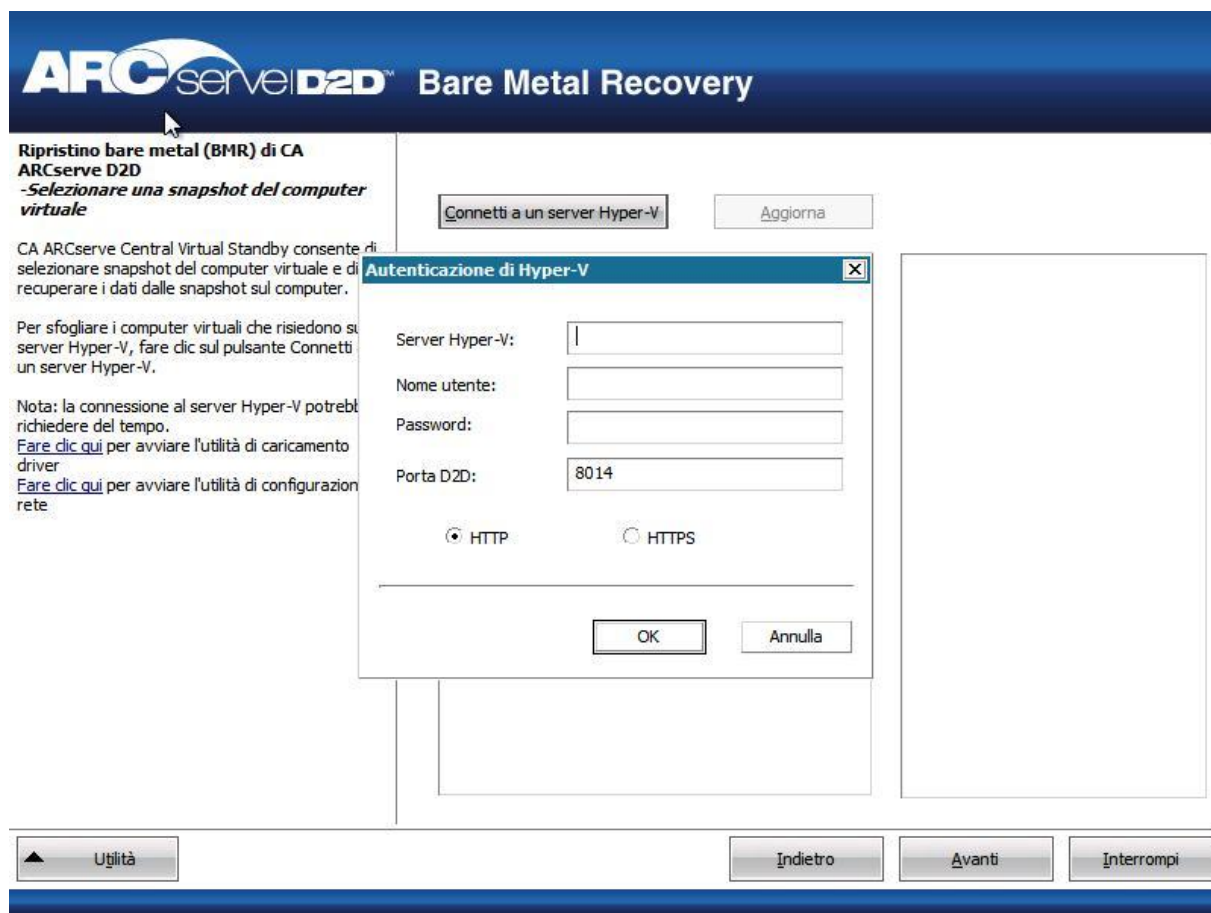 ARCserve D2D™ Bare Metal Recovery
Ripristino bare metal (BMR) di CA
ARCserve D2D
-Selezionare una snapshot del computer
virtuale
CA ARCserve Central Virtual Standby consente di
selezionare snapshot del computer virtuale e di
recuperare i dati dalle snapshot sul computer.
Per sfogliare i computer virtuali che risiedono su
server Hyper-V, fare clic sul pulsante Connetti
un server Hyper-V.
Nota: la connessione al server Hyper-V potrebb
richiedere del tempo.
Fare clic qui per avviare l'utilità di caricamento
driver
Fare clic qui per avviare l'utilità di configurazion
rete
Connetti a un server Hyper-V
Aggiorna
Autenticazione di Hyper-V
Server Hyper-V:
Nome utente:
Password:
Porta D2D: 8014
HTTP
HTTPS
OK
Annulla
Utilità
Indietro
Avanti
Interrompi